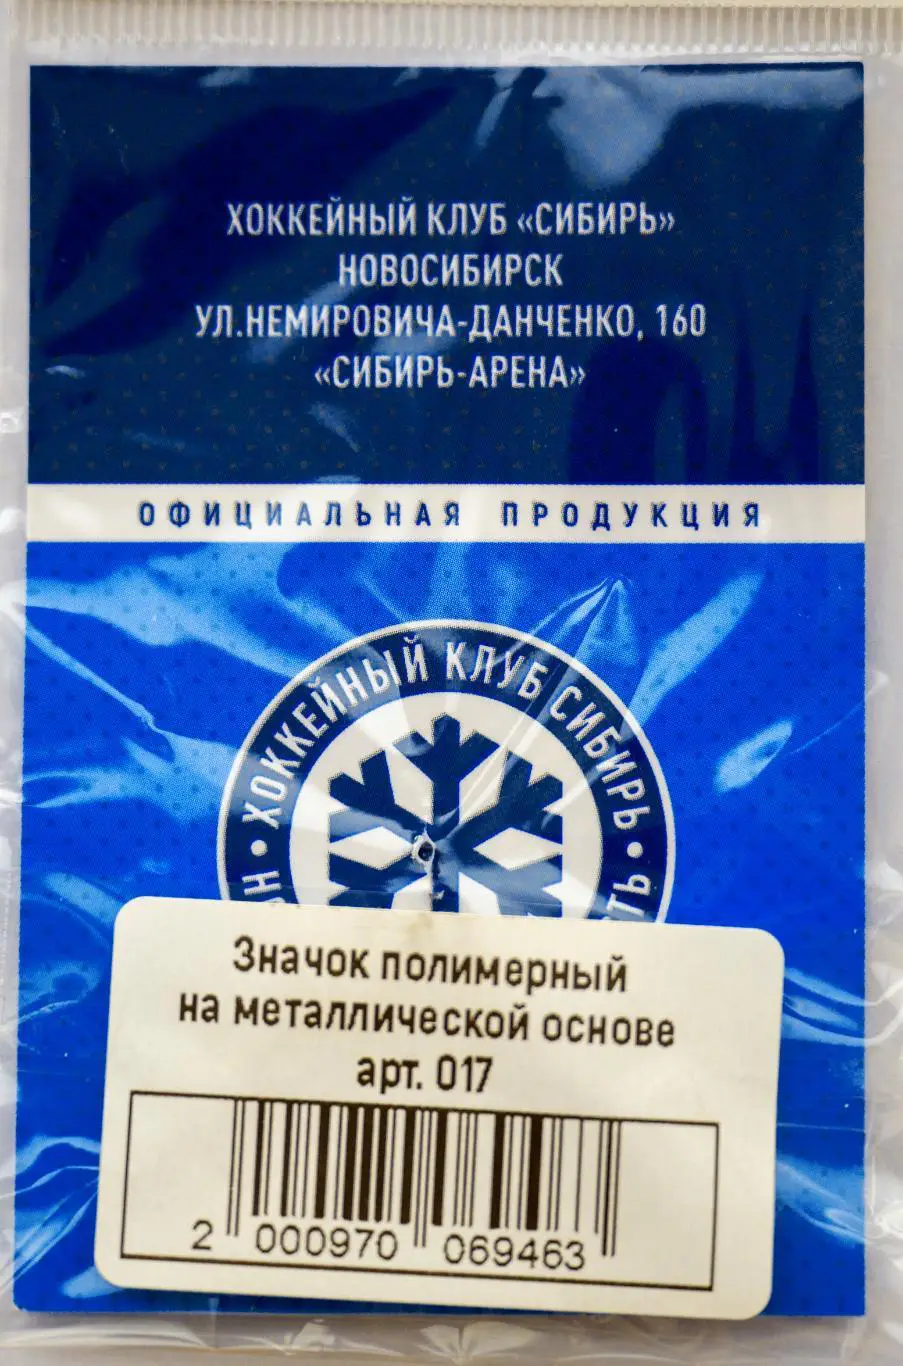 ХОККЕЙНЫЙ КЛУБ «СИБИРЬ»
НОВОСИБИРСК
УЛ.НЕМИРОВИЧА-ДАНЧЕНКО, 160
«СИБИРЬ-АРЕНА»
ОФИЦИАЛЬНАЯ ПРОДУКЦИЯ
• ХОККЕЙНЫЙ КЛУБ СИБИРЬ •
Значок полимерный
на металлической основе
арт. 017
2 000970 069463